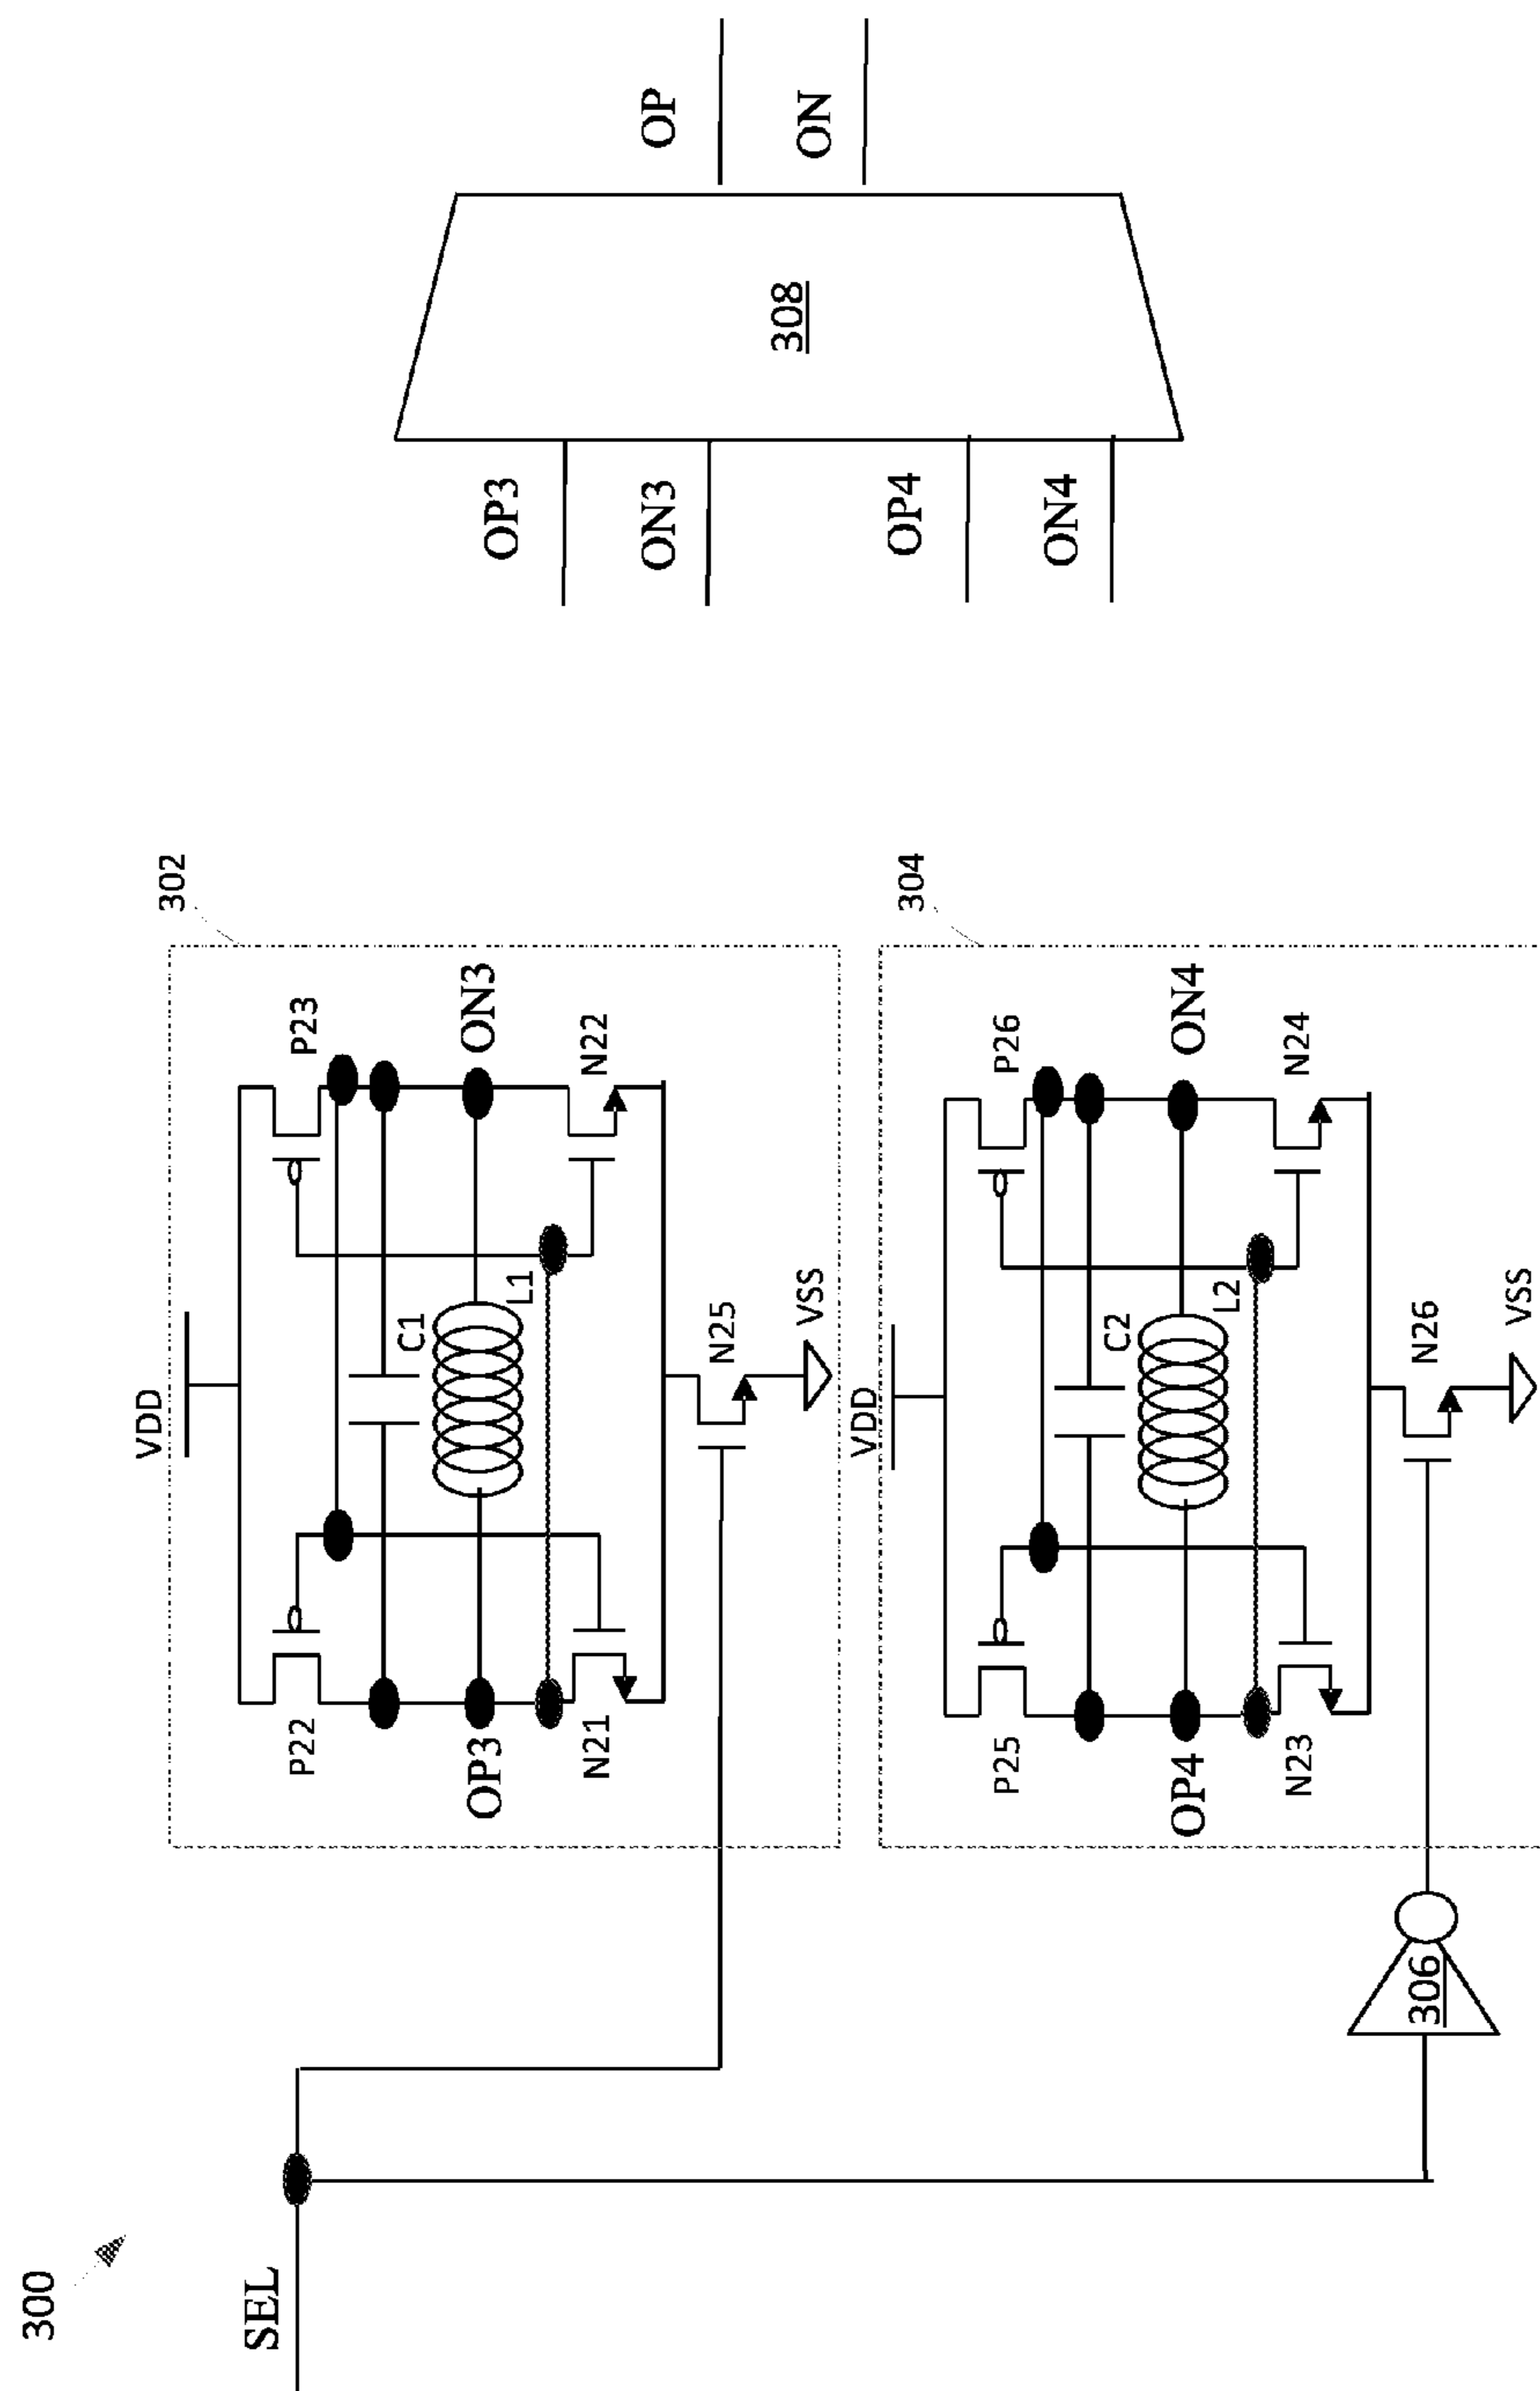 300
SEL
302
VDD
P22
P23
C1
OP3
ON3
L1
N21
N22
N25
VSS
304
VDD
P25
P26
C2
OP4
ON4
L2
N23
N24
N26
VSS
306
OP3
ON3
OP4
ON4
308
OP
ON